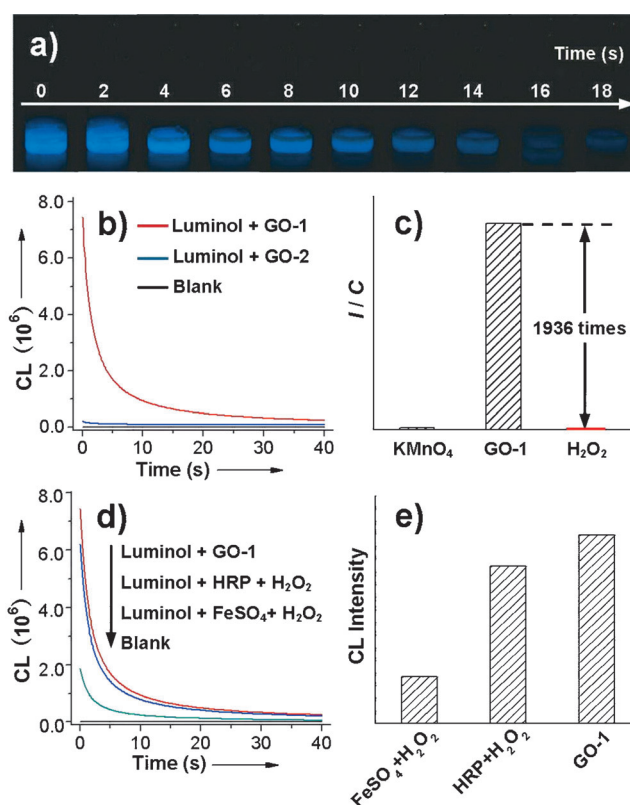 a)
Time (s)
0 2 4 6 8 10 12 14 16 18
b)
8.0
6.0
4.0
2.0
0.0
CL (10⁶)
Luminol + GO-1
Luminol + GO-2
Blank
0 10 20 30 40
Time (s)
c)
I / C
1936 times
KMnO₄ GO-1 H₂O₂
d)
8.0
6.0
4.0
2.0
0.0
CL (10⁶)
Luminol + GO-1
Luminol + HRP + H₂O₂
Luminol + FeSO₄+ H₂O₂
Blank
0 10 20 30 40
Time (s)
e)
CL Intensity
FeSO₄+H₂O₂
HRP+H₂O₂
GO-1